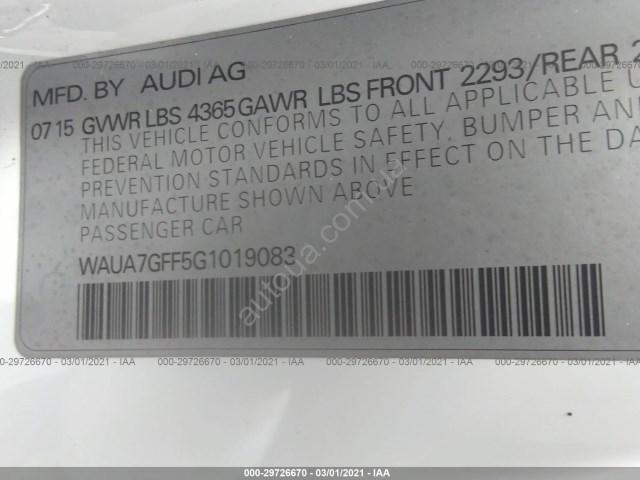 MFD. BY AUDI AG
07 15 GVWR LBS 4365 GAWR LBS FRONT 2293/REAR 2
THIS VEHICLE CONFORMS TO ALL APPLICABLE
FEDERAL MOTOR VEHICLE SAFETY, BUMPER AND
PREVENTION STANDARDS IN EFFECT ON THE DA
MANUFACTURE SHOWN ABOVE
PASSENGER CAR
WAUA7GFF5G1019083
autoua.com.ua
000-29726670 - 03/01/2021 - IAA